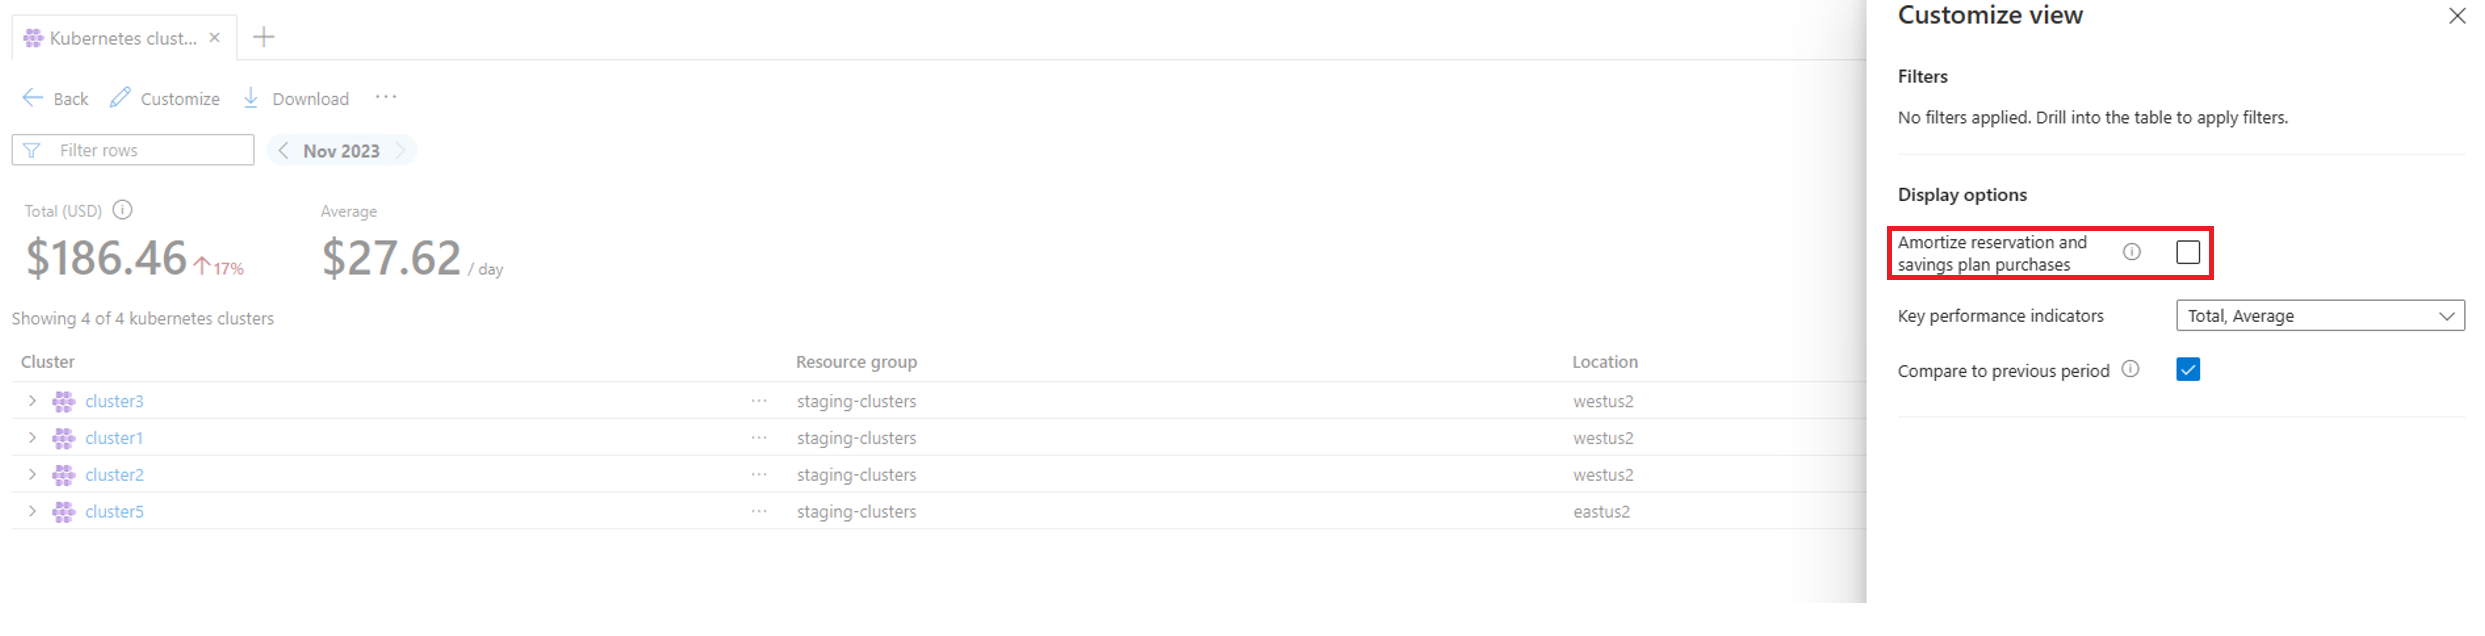 Kubernetes clust...
Back
Customize
Download
Filter rows
Nov 2023
Total (USD)
Average
$186.46 17%
$27.62 / day
Showing 4 of 4 kubernetes clusters
Cluster
Resource group
Location
cluster3
staging-clusters
westus2
cluster1
staging-clusters
westus2
cluster2
staging-clusters
westus2
cluster5
staging-clusters
eastus2
Customize view
Filters
No filters applied. Drill into the table to apply filters.
Display options
Amortize reservation and
savings plan purchases
Key performance indicators
Total, Average
Compare to previous period